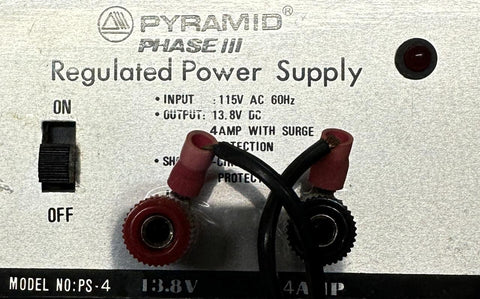 PYRAMID®
PHASE III
Regulated Power Supply
ON
• INPUT : 115V AC 60Hz
• OUTPUT: 13.8V DC
4AMP WITH SURGE
OFF
MODEL NO:PS-4 13.8V 4AMP